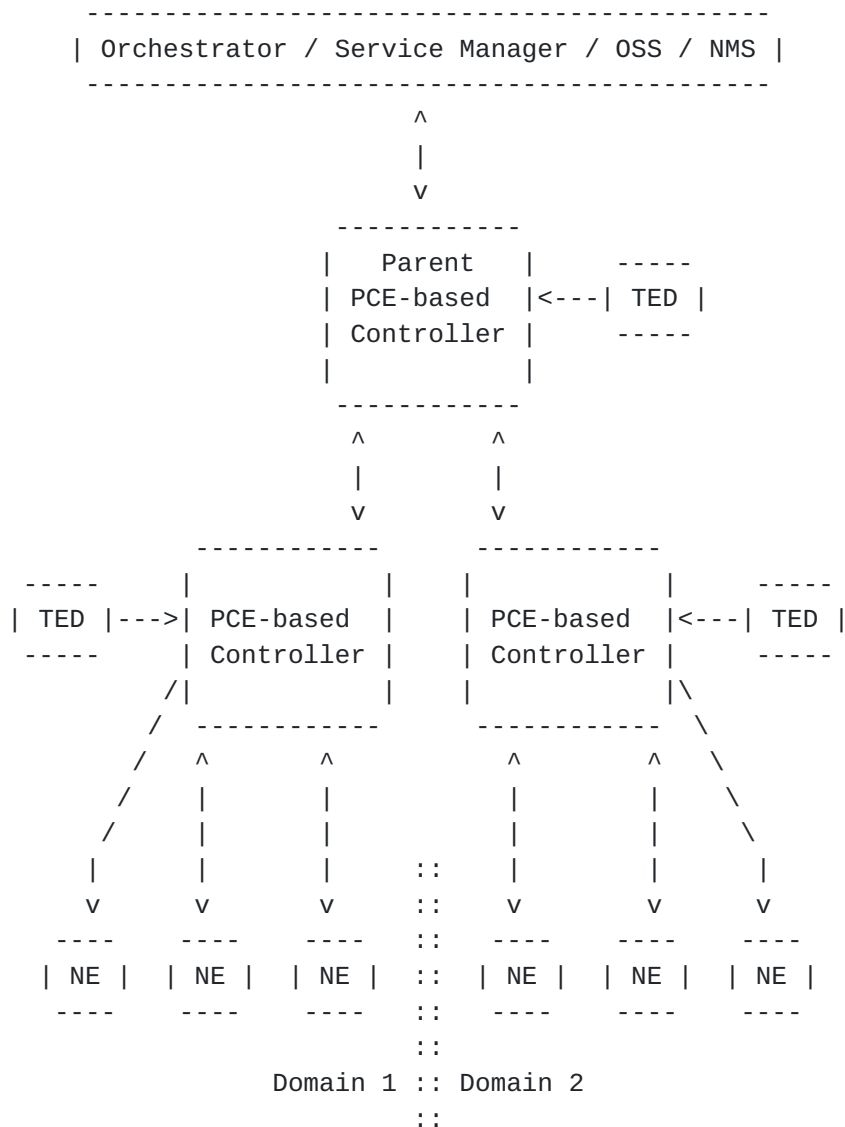 Orchestrator / Service Manager / OSS / NMS
Parent
PCE-based TED
Controller
TED PCE-based PCE-based TED
Controller Controller
NE NE NE NE NE NE
Domain 1 :: Domain 2